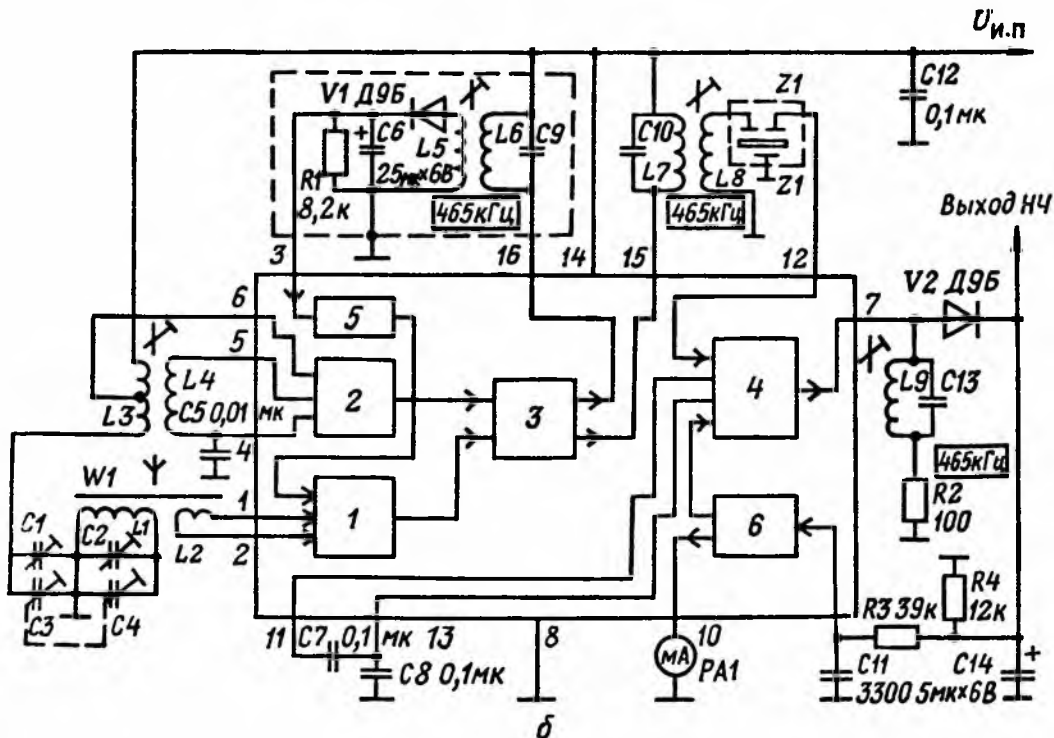 Uи.п
V1 Д9Б
Z1
C12
0,1мк
C6
L5
L6
C9
C10
L7
L8
Z1
R1
8,2к
25мк×6В
465кГц
465кГц
Выход НЧ
3
16
14
15
12
6
5
7
V2 Д9Б
5
L4
2
3
4
L9
C13
L3
C5 0,01 мк
4
465кГц
W1
R2
100
C1
C2
L1
1
1
6
L2
2
C3
C4
R3 39к
R4
12к
11
C7
0,1 мк
13
8
10
C8 0,1мк
мА
PA1
C11
3300
C14
5мк×6В
б